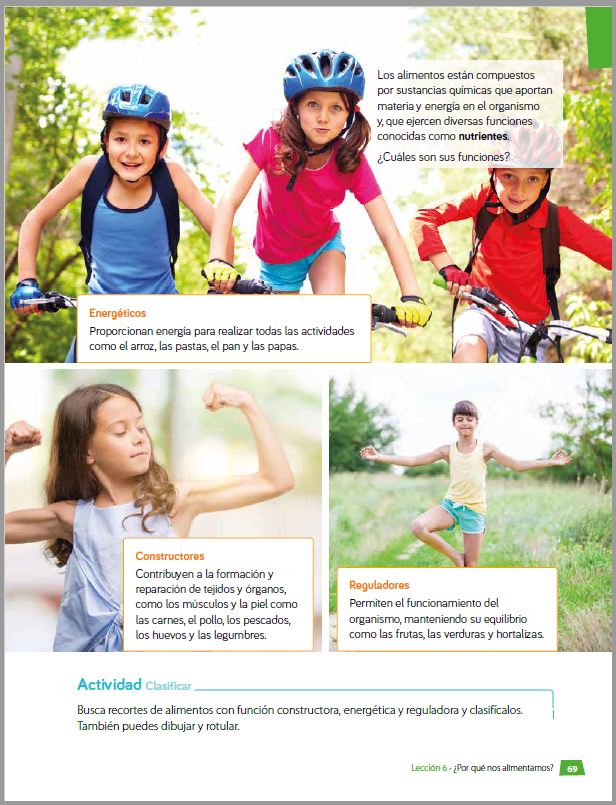 Los alimentos están compuestos
por sustancias químicas que aportan
materia y energía en el organismo
y, que ejercen diversas funciones
conocidas como nutrientes.
¿Cuáles son sus funciones?
Energéticos
Proporcionan energía para realizar todas las actividades
como el arroz, las pastas, el pan y las papas.
Constructores
Contribuyen a la formación y
reparación de tejidos y órganos,
como los músculos y la piel como
las carnes, el pollo, los pescados,
los huevos y las legumbres.
Reguladores
Permiten el funcionamiento del
organismo, manteniendo su equilibrio
como las frutas, las verduras y hortalizas.
Actividad Clasificar
Busca recortes de alimentos con función constructora, energética y reguladora y clasifícalos.
También puedes dibujar y rotular.
Lección 6 • ¿Por qué nos alimentamos? 69